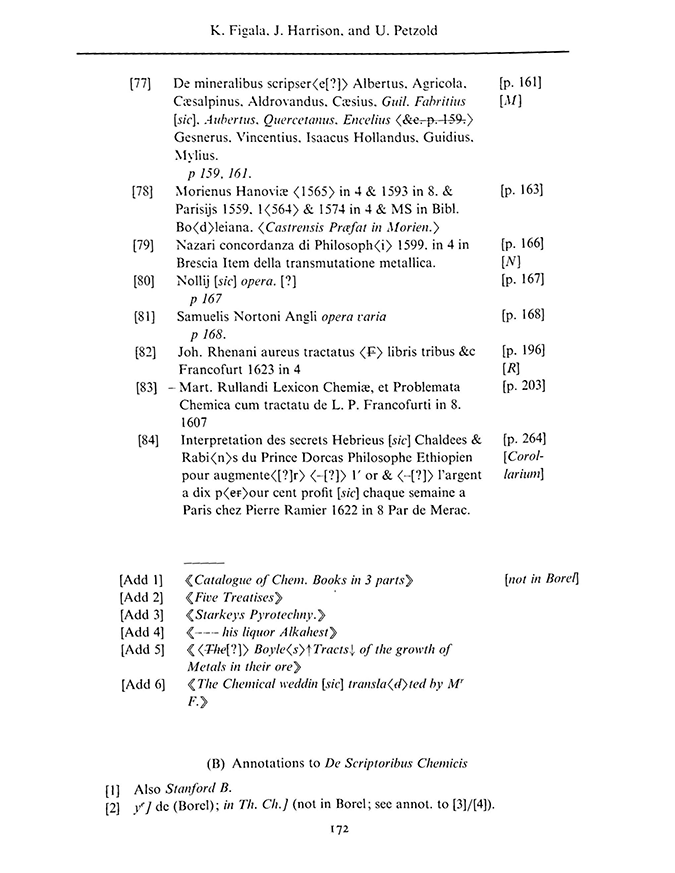 K. Figala, J. Harrison, and U. Petzold
[77] De mineralibus scripser⟨e[?]⟩ Albertus, Agricola, [p. 161]
Cæsalpinus, Aldrovandus, Cæsius, Guil. Fabritius [M]
[sic], Aubertus, Quercetanus, Encelius ⟨&c. p. 159.⟩
Gesnerus, Vincentius, Isaacus Hollandus, Guidius,
Mylius.
p 159, 161.
[78] Morienus Hanoviæ ⟨1565⟩ in 4 & 1593 in 8. & [p. 163]
Parisijs 1559, 1⟨564⟩ & 1574 in 4 & MS in Bibl.
Bo⟨d⟩leiana. ⟨Castrensis Præfat in Morien.⟩
[79] Nazari concordanza di Philosoph⟨i⟩ 1599. in 4 in [p. 166]
Brescia Item della transmutatione metallica. [N]
[80] Nollij [sic] opera. [?] [p. 167]
p 167
[81] Samuelis Nortoni Angli opera varia [p. 168]
p 168.
[82] Joh. Rhenani aureus tractatus ⟨F⟩ libris tribus &c [p. 196]
Francofurt 1623 in 4 [R]
[83] – Mart. Rullandi Lexicon Chemiæ, et Problemata [p. 203]
Chemica cum tractatu de L. P. Francofurti in 8.
1607
[84] Interpretation des secrets Hebrieus [sic] Chaldees & [p. 264]
Rabi⟨n⟩s du Prince Dorcas Philosophe Ethiopien [Corol-
pour augmente⟨[?]r⟩ ⟨–[?]⟩ l' or & ⟨–[?]⟩ l'argent larium]
a dix p⟨er⟩our cent profit [sic] chaque semaine a
Paris chez Pierre Ramier 1622 in 8 Par de Merac.
[Add 1] ⟪Catalogue of Chem. Books in 3 parts⟫ [not in Borel]
[Add 2] ⟪Five Treatises⟫
[Add 3] ⟪Starkeys Pyrotechny.⟫
[Add 4] ⟪--- his liquor Alkahest⟫
[Add 5] ⟪⟨The[?]⟩ Boyle⟨s⟩↑Tracts↓ of the growth of
Metals in their ore⟫
[Add 6] ⟪The Chemical weddin [sic] transla⟨d⟩ted by Mr
F.⟫
(B) Annotations to De Scriptoribus Chemicis
[1] Also Stanford B.
[2] yr] de (Borel); in Th. Ch.] (not in Borel; see annot. to [3]/[4]).
172